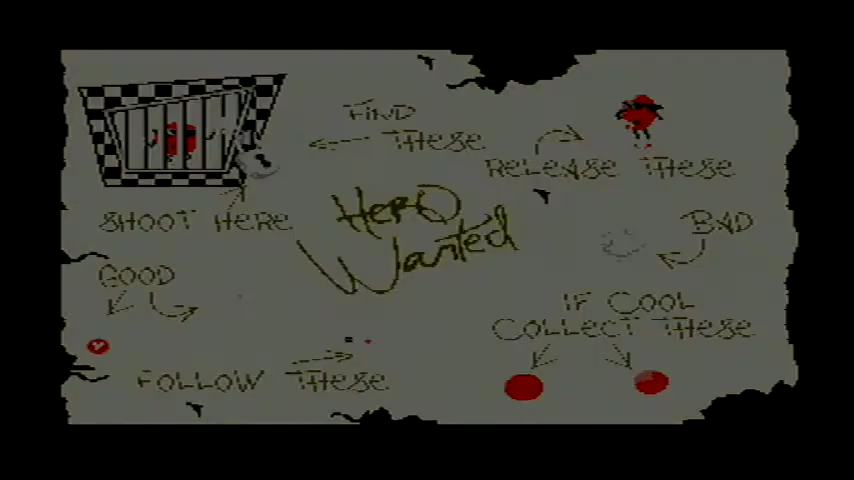 FIND
THESE
RELEASE THESE
SHOOT HERE
HERO
Wanted
BAD
GOOD
IF COOL
COLLECT THESE
FOLLOW THESE